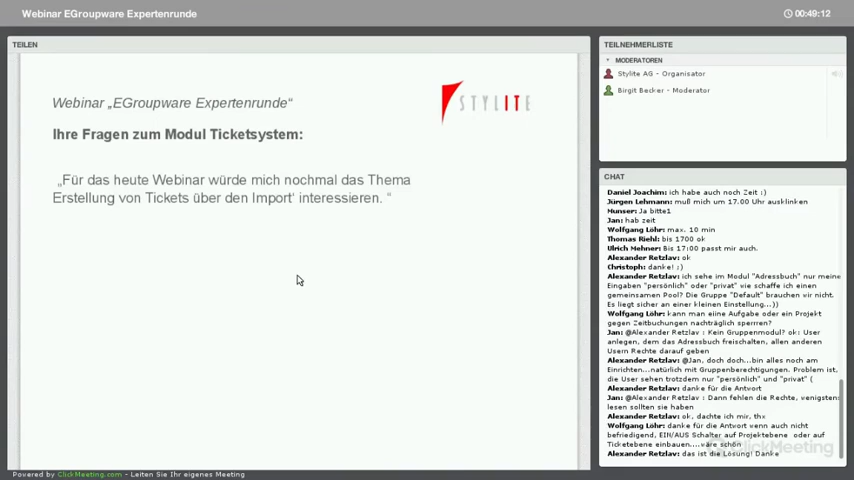 Webinar EGroupware Expertenrunde
00:49:12
TEILEN
Webinar „EGroupware Expertenrunde“
STYLITE
Ihre Fragen zum Modul Ticketsystem:
„Für das heute Webinar würde mich nochmal das Thema
Erstellung von Tickets über den Import' interessieren. “
TEILNEHMERLISTE
MODERATOREN
Stylite AG - Organisator
Birgit Becker - Moderator
CHAT
Daniel Joachim: ich habe auch noch Zeit :)
Jürgen Lehmann: muß mich um 17.00 Uhr ausklinken
Munser: Ja bitte1
Jan: hab zeit
Wolfgang Löhr: max. 10 min
Thomas Riehl: bis 1700 ok
Ulrich Mehner: Bis 17:00 passt mir auch.
Alexander Retzlav: ok
Christoph: danke! ;)
Alexander Retzlav: ich sehe im Modul "Adressbuch" nur meine
Eingaben "persönlich" oder "privat" wie schaffe ich einen
gemeinsamen Pool? Die Gruppe "Default" brauchen wir nicht.
Es liegt sicher an einer kleinen Einstellung...))
Wolfgang Löhr: kann man eiine Aufgabe oder ein Projekt
gegen Zeitbuchungen nachträglich sperrren?
Jan: @Alexander Retzlav : Kein Gruppenmodul? ok: User
anlegen, dem das Adressbuch freischalten, allen anderen
Usern Rechte darauf geben
Alexander Retzlav: @Jan, doch doch...bin alles noch am
Einrichten...natürlich mit Gruppenberechtigungen. Problem ist,
die User sehen trotzdem nur "persönlich" und "privat" (
Alexander Retzlav: danke für die Antwort
Jan: @Alexander Retzlav : Dann fehlen die Rechte, venigstens
lesen sollten sie haben
Alexander Retzlav: ok, dachte ich mir, thx
Wolfgang Löhr: danke für die Antwort wenn auch nicht
befriedigend, EIN/AUS Schalter auf Projektebene oder auf
Ticketebene einbauen....wäre schön
Alexander Retzlav: das ist die Lösung! Danke
ClickMeeting
Powered by ClickMeeting.com - Leiten Sie Ihr eigenes Meeting